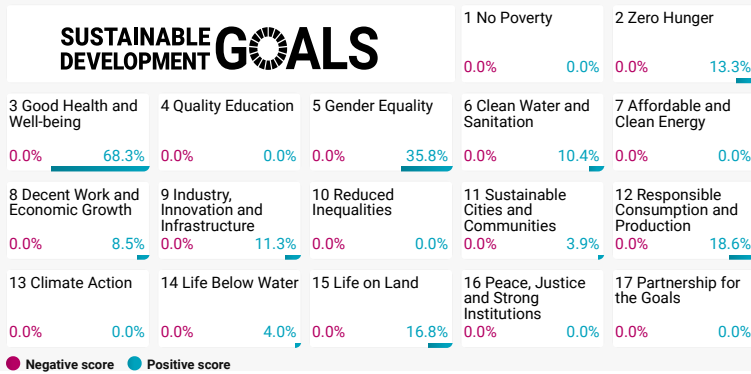 SUSTAINABLE
DEVELOPMENT
GOALS
1 No Poverty
0.0% 0.0%
2 Zero Hunger
0.0% 13.3%
3 Good Health and
Well-being
0.0% 68.3%
4 Quality Education
0.0% 0.0%
5 Gender Equality
0.0% 35.8%
6 Clean Water and
Sanitation
0.0% 10.4%
7 Affordable and
Clean Energy
0.0% 0.0%
8 Decent Work and
Economic Growth
0.0% 8.5%
9 Industry,
Innovation and
Infrastructure
0.0% 11.3%
10 Reduced
Inequalities
0.0% 0.0%
11 Sustainable
Cities and
Communities
0.0% 3.9%
12 Responsible
Consumption and
Production
0.0% 18.6%
13 Climate Action
0.0% 0.0%
14 Life Below Water
0.0% 4.0%
15 Life on Land
0.0% 16.8%
16 Peace, Justice
and Strong
Institutions
0.0% 0.0%
17 Partnership for
the Goals
0.0% 0.0%
Negative score Positive score